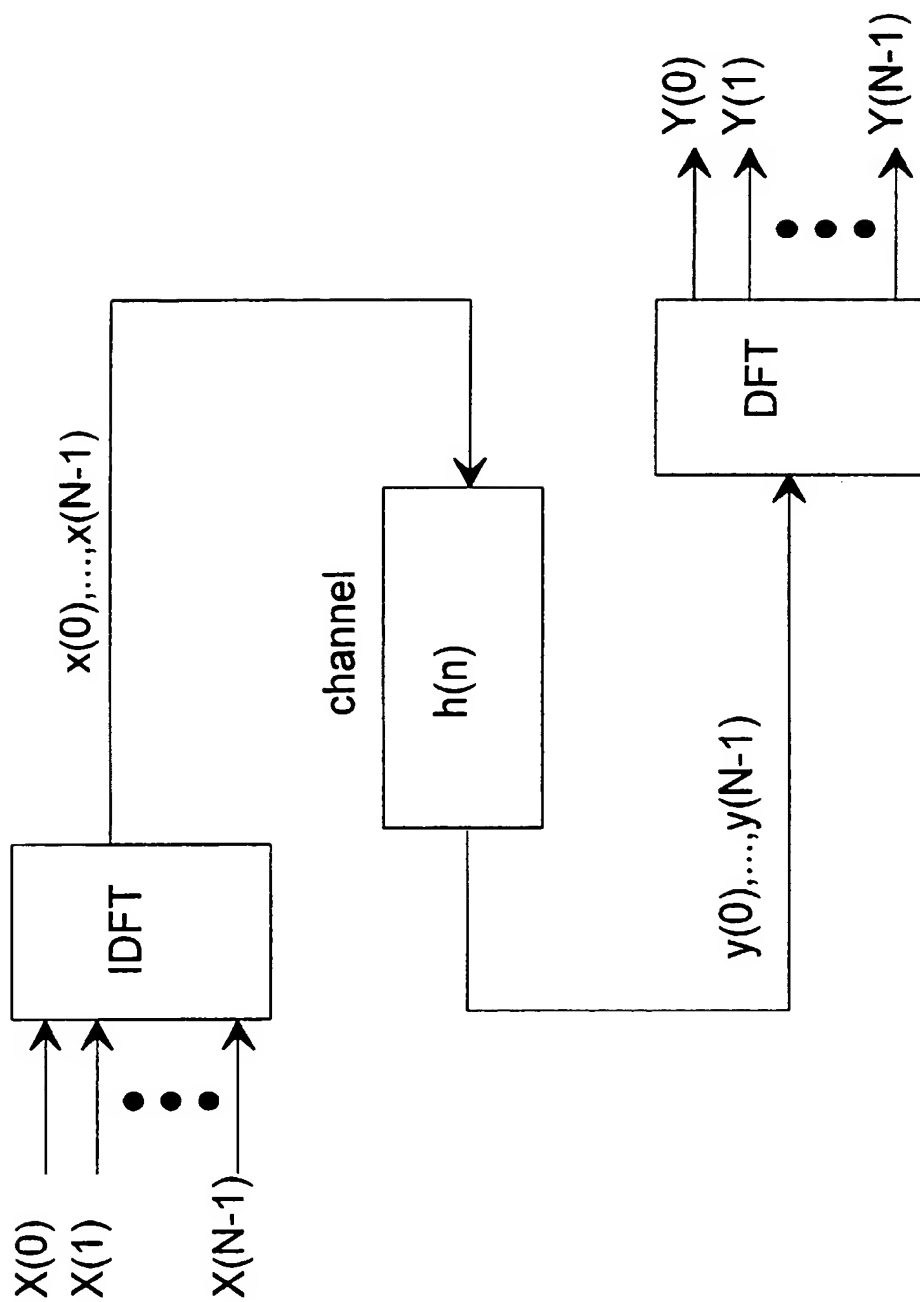 X(0)
X(1)
X(N-1)
IDFT
x(0),...,x(N-1)
channel
h(n)
y(0),...,y(N-1)
DFT
Y(0)
Y(1)
Y(N-1)